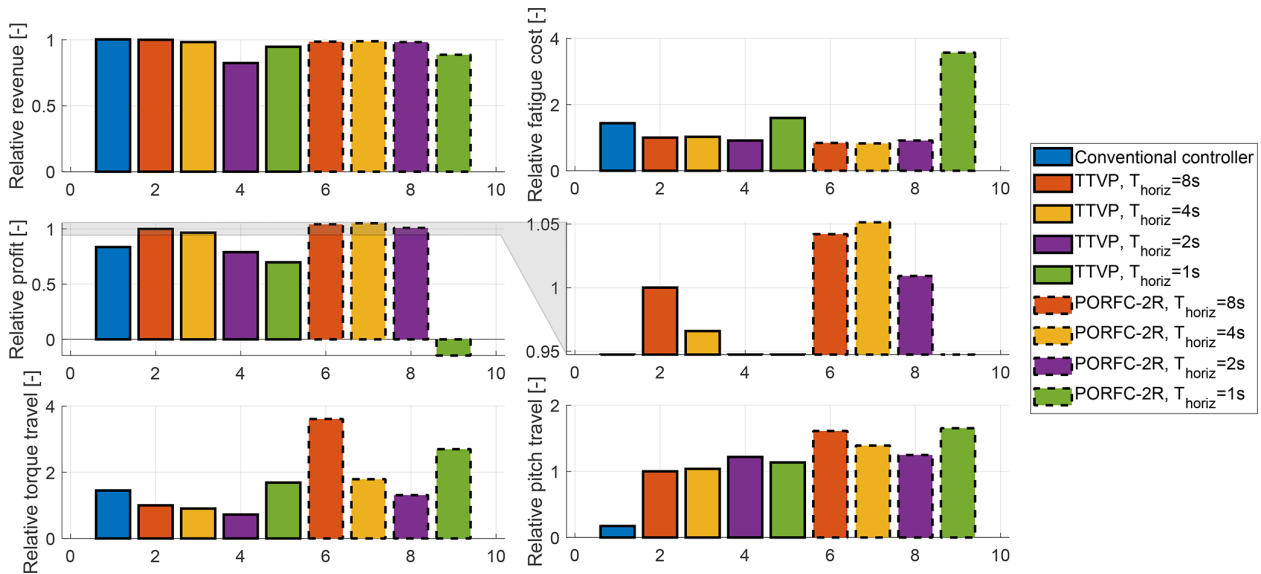 Relative revenue [-]
1
0.5
0
0 2 4 6 8 10
Relative fatigue cost [-]
4
2
0
0 2 4 6 8 10
Relative profit [-]
1
0.5
0
0 2 4 6 8 10
1.05
1
0.95
0 2 4 6 8 10
Relative torque travel [-]
4
2
0
0 2 4 6 8 10
Relative pitch travel [-]
2
1
0
0 2 4 6 8 10
Conventional controller
TTVP, T_horiz=8s
TTVP, T_horiz=4s
TTVP, T_horiz=2s
TTVP, T_horiz=1s
PORFC-2R, T_horiz=8s
PORFC-2R, T_horiz=4s
PORFC-2R, T_horiz=2s
PORFC-2R, T_horiz=1s